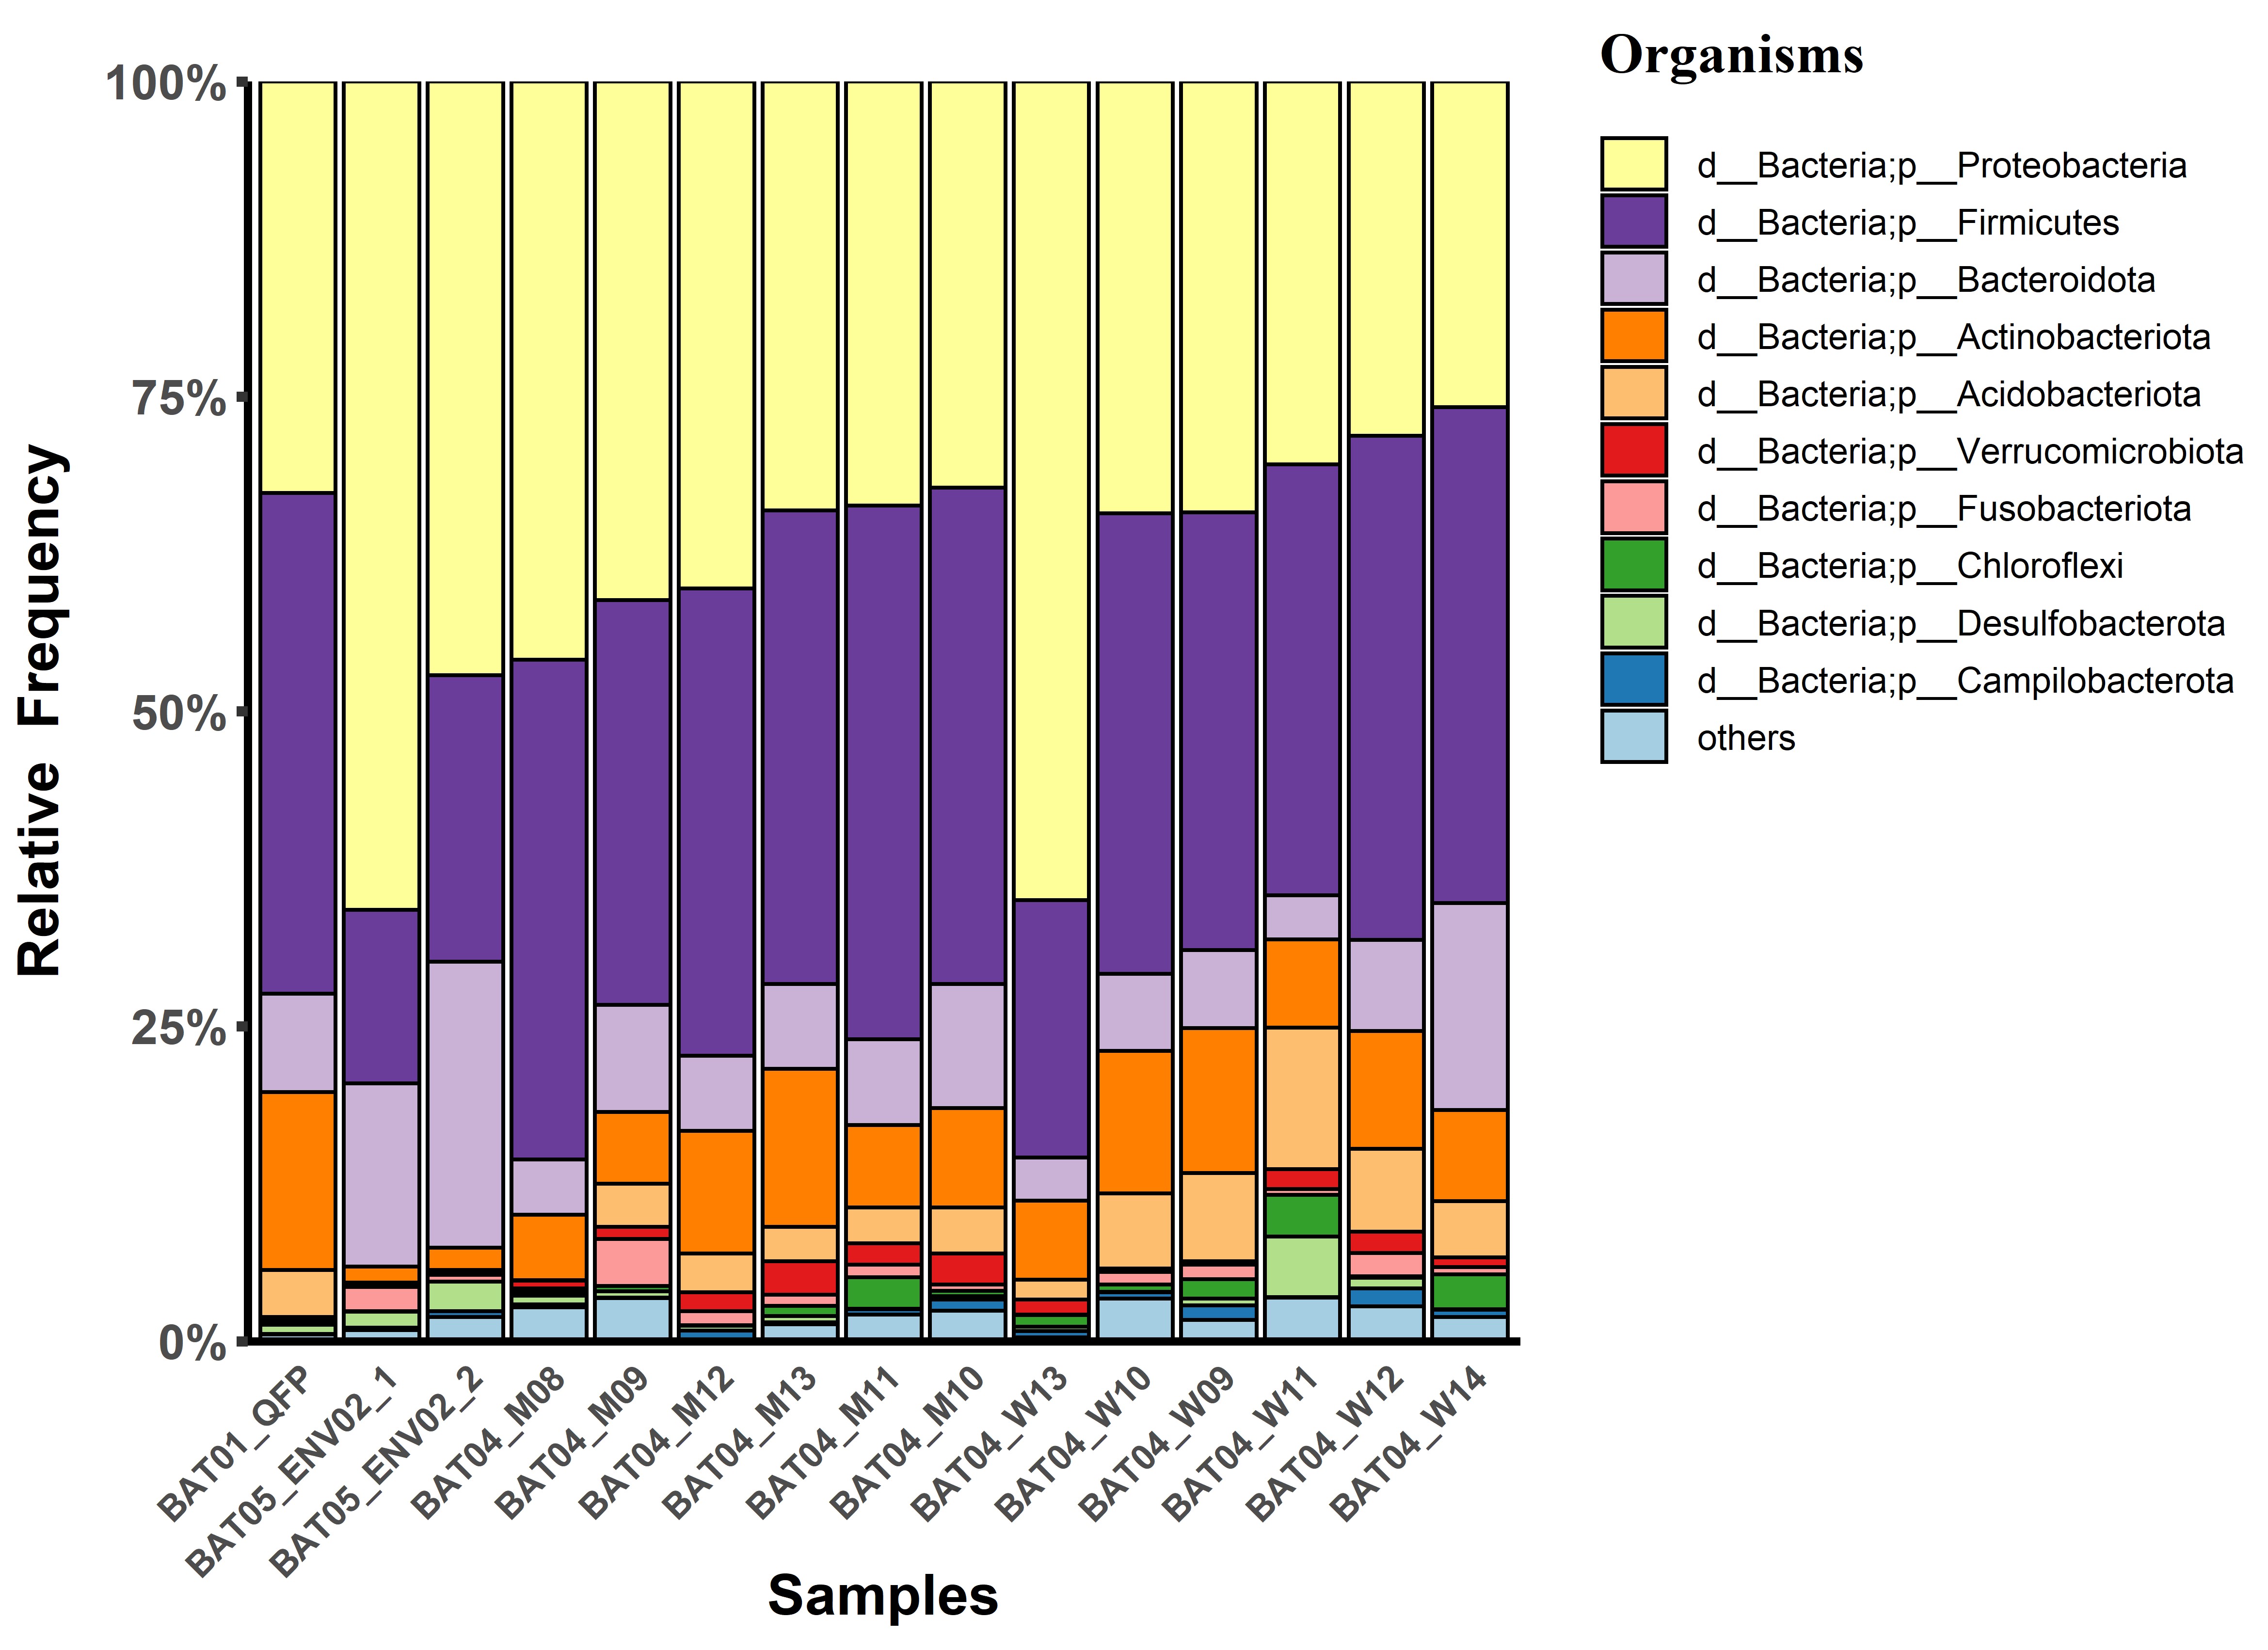 Organisms
100%
75%
50%
25%
0%
Relative Frequency
d__Bacteria;p__Proteobacteria
d__Bacteria;p__Firmicutes
d__Bacteria;p__Bacteroidota
d__Bacteria;p__Actinobacteriota
d__Bacteria;p__Acidobacteriota
d__Bacteria;p__Verrucomicrobiota
d__Bacteria;p__Fusobacteriota
d__Bacteria;p__Chloroflexi
d__Bacteria;p__Desulfobacterota
d__Bacteria;p__Campilobacterota
others
BAT01_QFP
BAT05_ENV02_1
BAT05_ENV02_2
BAT04_M08
BAT04_M09
BAT04_M12
BAT04_M13
BAT04_M11
BAT04_M10
BAT04_W13
BAT04_W10
BAT04_W09
BAT04_W11
BAT04_W12
BAT04_W14
Samples